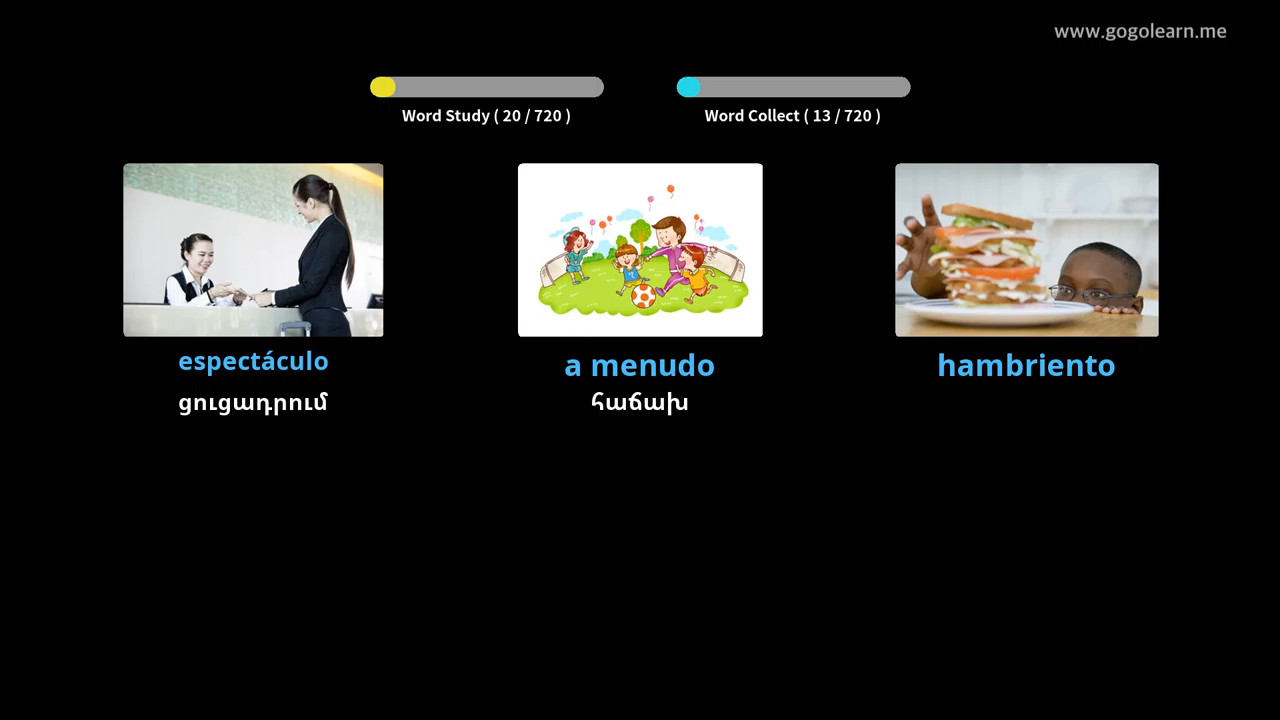 www.gogolearn.me
Word Study ( 20 / 720 )
Word Collect ( 13 / 720 )
espectáculo
ցուցադրում
a menudo
հաճախ
hambriento